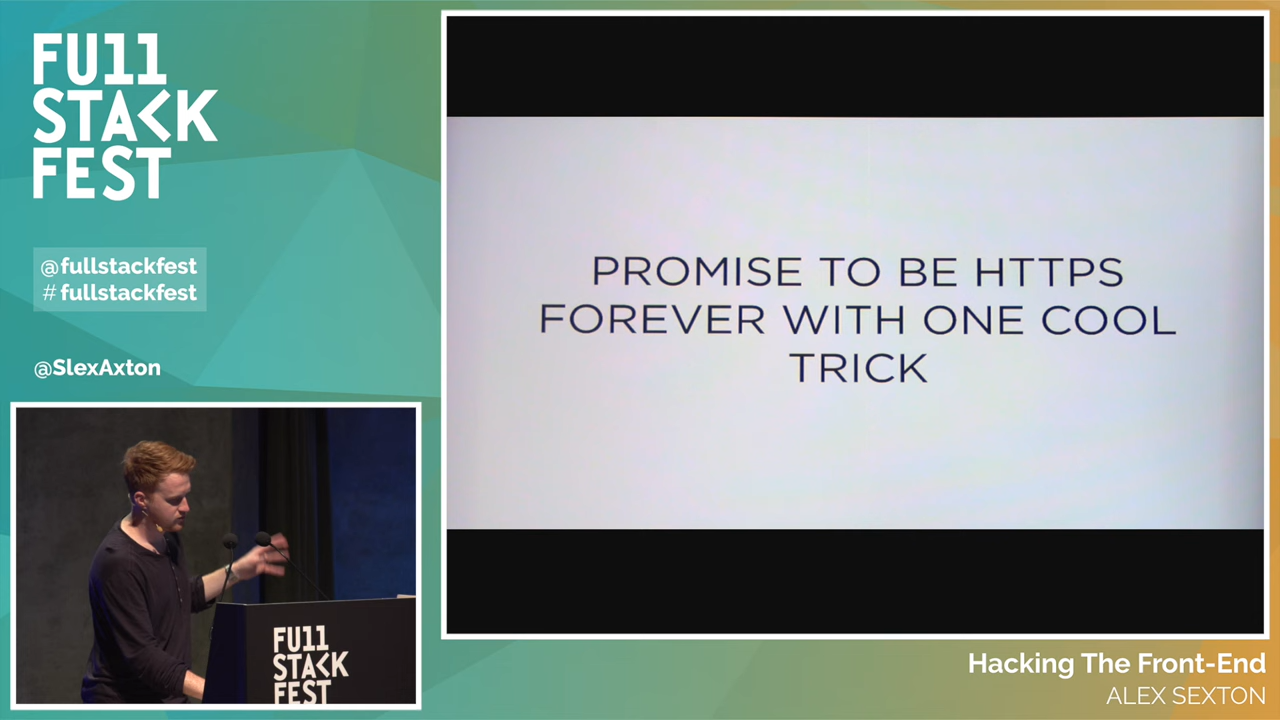 FU11
STACK
FEST
@fullstackfest
# fullstackfest
@SlexAxton
PROMISE TO BE HTTPS
FOREVER WITH ONE COOL
TRICK
FU11
STACK
FEST
Hacking The Front-End
ALEX SEXTON